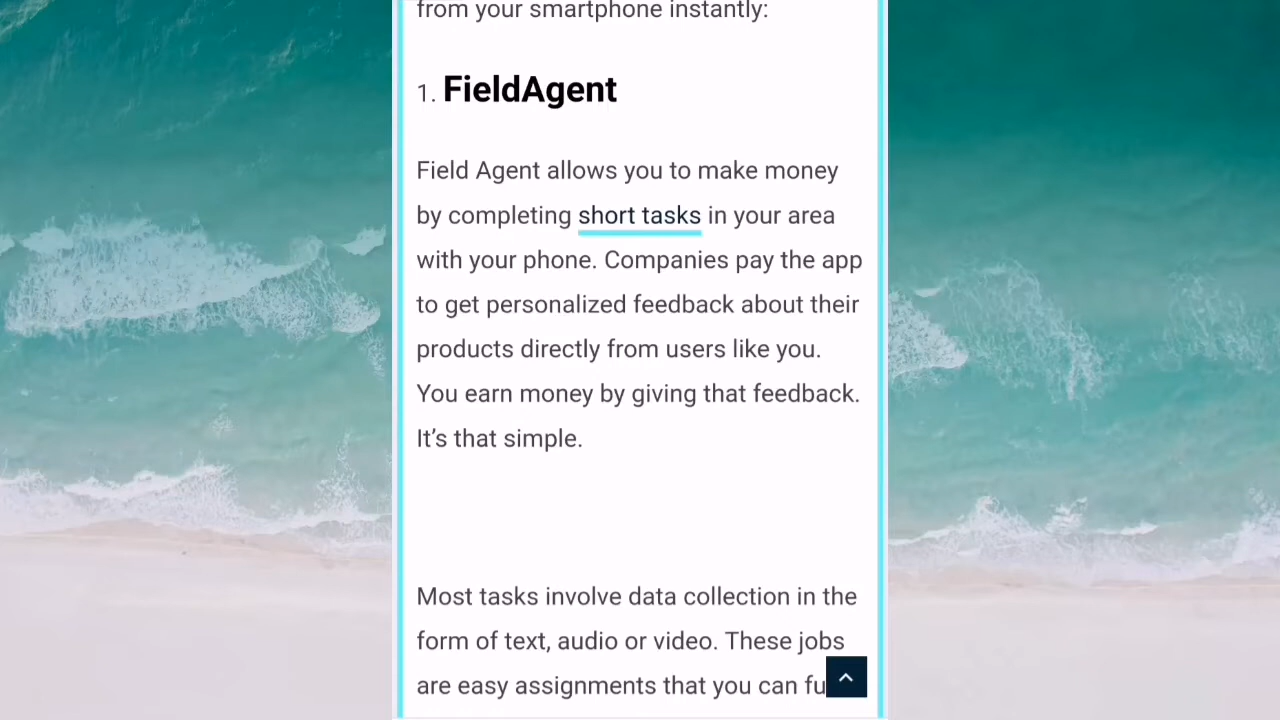 from your smartphone instantly:
1. FieldAgent
Field Agent allows you to make money
by completing short tasks in your area
with your phone. Companies pay the app
to get personalized feedback about their
products directly from users like you.
You earn money by giving that feedback.
It’s that simple.
Most tasks involve data collection in the
form of text, audio or video. These jobs
are easy assignments that you can